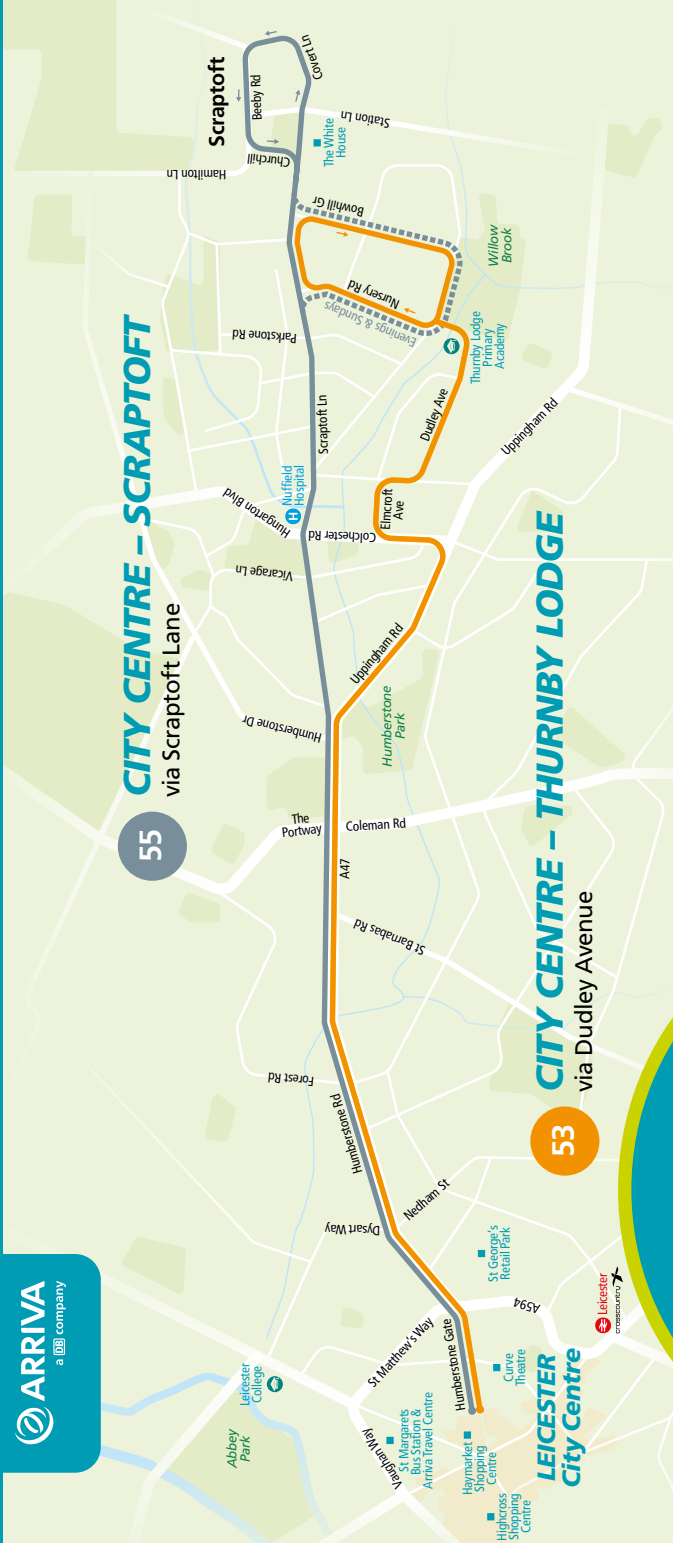 ARRIVA
a DB company
55
CITY CENTRE – SCRAPTOFT
via Scraptoft Lane
53
CITY CENTRE – THURNBY LODGE
via Dudley Avenue
Scraptoft
Beeby Rd
Covert Ln
Churchill
Hamilton Ln
Station Ln
The White
House
Bowhill Gr
Nursery Rd
Evenings & Sundays
Willow
Brook
Thurnby Lodge
Primary
Academy
Parkstone Rd
Scraptoft Ln
Dudley Ave
Uppingham Rd
Nuffield
Hospital
H
Hungarton Blvd
Colchester Rd
Elmcroft
Ave
Vicarage Ln
Uppingham Rd
Humberstone
Park
Humberstone Dr
The
Portway
Coleman Rd
A47
St Barnabas Rd
Forest Rd
Humberstone Rd
Dysart Way
Nedham St
St George's
Retail Park
A594
Leicester
crosscountry
St Matthew's Way
Humberstone Gate
Curve
Theatre
Leicester
College
Abbey
Park
Vaughan Way
St Margarets
Bus Station &
Arriva Travel Centre
Haymarket
Shopping
Centre
Highcross
Shopping
Centre
LEICESTER
City Centre